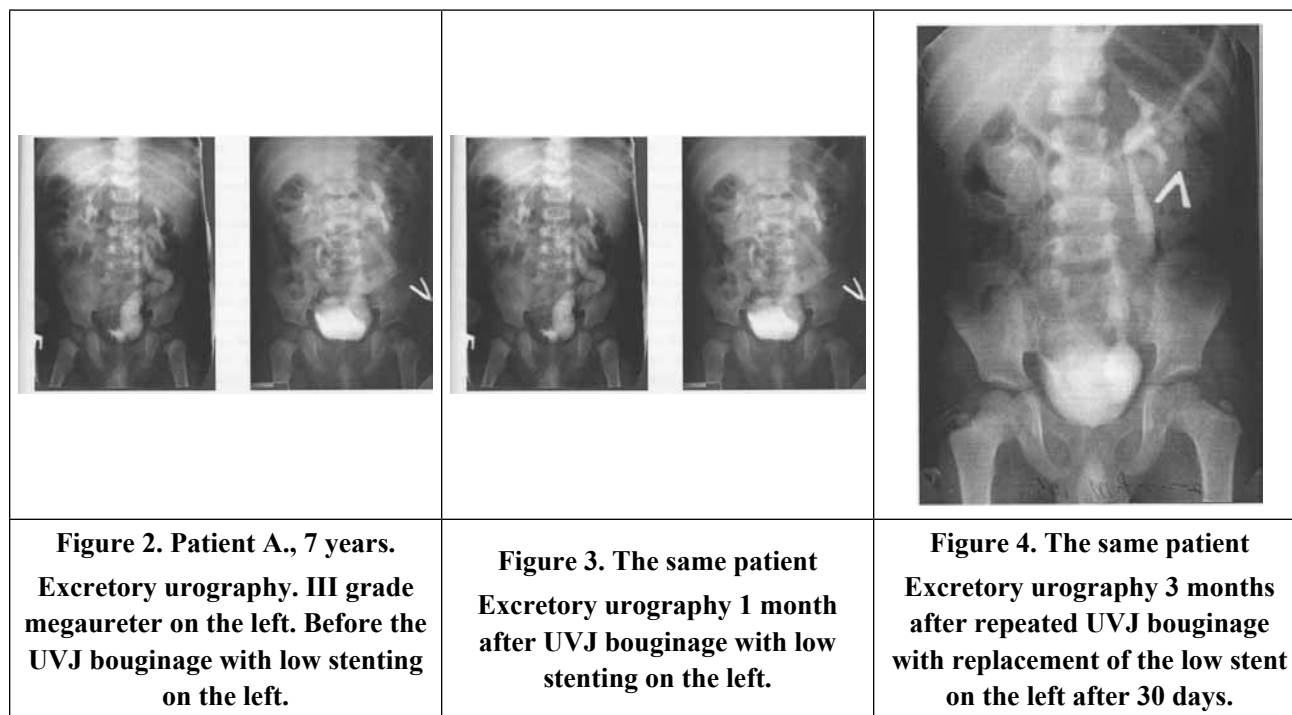 Figure 2. Patient A., 7 years.
Excretory urography. III grade
megaureter on the left. Before the
UVJ bouginage with low stenting
on the left.
Figure 3. The same patient
Excretory urography 1 month
after UVJ bouginage with low
stenting on the left.
Figure 4. The same patient
Excretory urography 3 months
after repeated UVJ bouginage
with replacement of the low stent
on the left after 30 days.